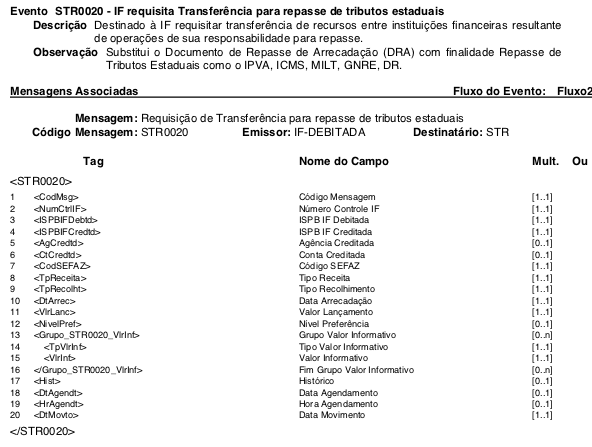 Evento STR0020 - IF requisita Transferência para repasse de tributos estaduais
Descrição Destinado à IF requisitar transferência de recursos entre instituições financeiras resultante
de operações de sua responsabilidade para repasse.
Observação Substitui o Documento de Repasse de Arrecadação (DRA) com finalidade Repasse de
Tributos Estaduais como o IPVA, ICMS, MILT, GNRE, DR.
Mensagens Associadas Fluxo do Evento: Fluxo2
Mensagem: Requisição de Transferência para repasse de tributos estaduais
Código Mensagem: STR0020 Emissor: IF-DEBITADA Destinatário: STR
Tag Nome do Campo Mult. Ou
<STR0020>
1 <CodMsg> Código Mensagem [1..1]
2 <NumCtrlIF> Número Controle IF [1..1]
3 <ISPBIFDebtd> ISPB IF Debitada [1..1]
4 <ISPBIFCredtd> ISPB IF Creditada [1..1]
5 <AgCredtd> Agência Creditada [0..1]
6 <CtCredtd> Conta Creditada [0..1]
7 <CodSEFAZ> Código SEFAZ [1..1]
8 <TpReceita> Tipo Receita [1..1]
9 <TpRecolht> Tipo Recolhimento [1..1]
10 <DtArrec> Data Arrecadação [1..1]
11 <VlrLanc> Valor Lançamento [1..1]
12 <NivelPref> Nível Preferência [0..1]
13 <Grupo_STR0020_VlrInf> Grupo Valor Informativo [0..n]
14 <TpVlrInf> Tipo Valor Informativo [1..1]
15 <VlrInf> Valor Informativo [1..1]
16 </Grupo_STR0020_VlrInf> Fim Grupo Valor Informativo [0..n]
17 <Hist> Histórico [0..1]
18 <DtAgendt> Data Agendamento [0..1]
19 <HrAgendt> Hora Agendamento [0..1]
20 <DtMovto> Data Movimento [1..1]
</STR0020>